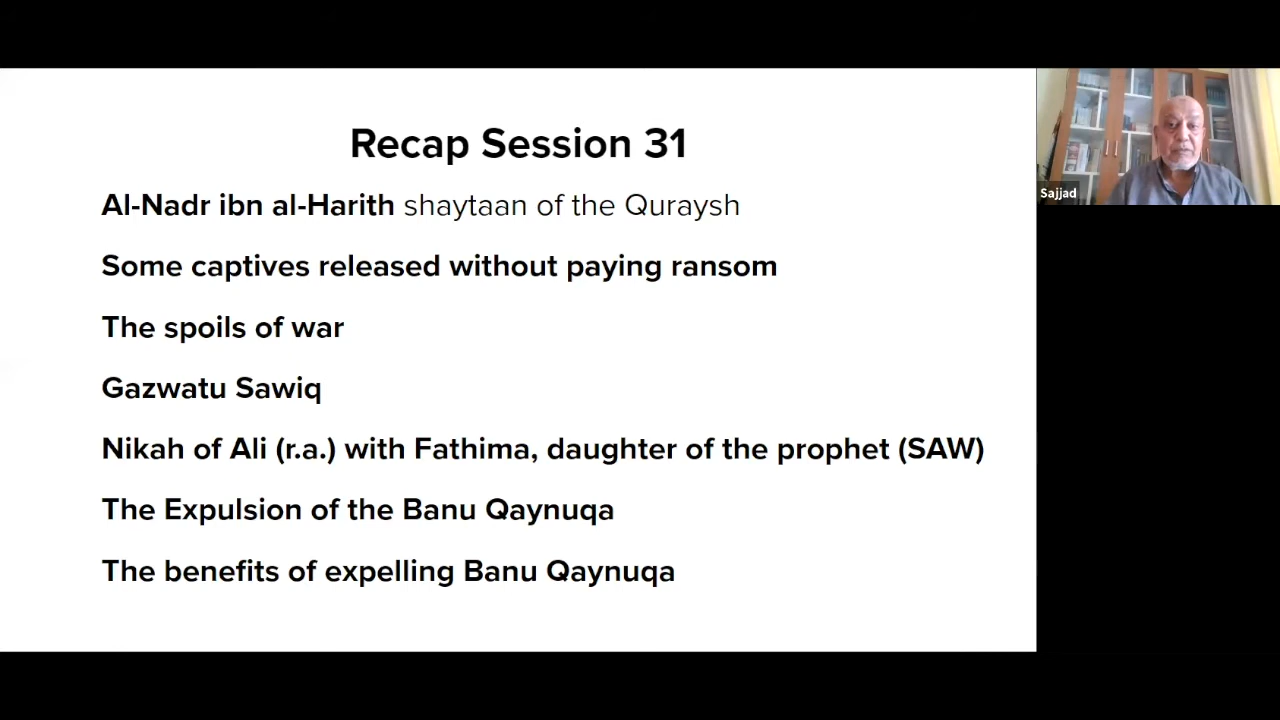 Recap Session 31
Al-Nadr ibn al-Harith shaytaan of the Quraysh
Some captives released without paying ransom
The spoils of war
Gazwatu Sawiq
Nikah of Ali (r.a.) with Fathima, daughter of the prophet (SAW)
The Expulsion of the Banu Qaynuqa
The benefits of expelling Banu Qaynuqa
Sajjad